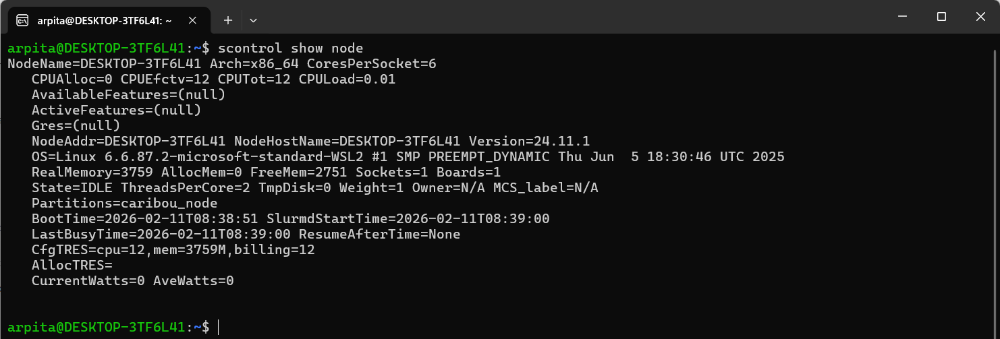 arpita@DESKTOP-3TF6L41: ~
arpita@DESKTOP-3TF6L41:~$ scontrol show node
NodeName=DESKTOP-3TF6L41 Arch=x86_64 CoresPerSocket=6
   CPUAlloc=0 CPUEfctv=12 CPUTot=12 CPULoad=0.01
   AvailableFeatures=(null)
   ActiveFeatures=(null)
   Gres=(null)
   NodeAddr=DESKTOP-3TF6L41 NodeHostName=DESKTOP-3TF6L41 Version=24.11.1
   OS=Linux 6.6.87.2-microsoft-standard-WSL2 #1 SMP PREEMPT_DYNAMIC Thu Jun  5 18:30:46 UTC 2025
   RealMemory=3759 AllocMem=0 FreeMem=2751 Sockets=1 Boards=1
   State=IDLE ThreadsPerCore=2 TmpDisk=0 Weight=1 Owner=N/A MCS_label=N/A
   Partitions=caribou_node
   BootTime=2026-02-11T08:38:51 SlurmdStartTime=2026-02-11T08:39:00
   LastBusyTime=2026-02-11T08:39:00 ResumeAfterTime=None
   CfgTRES=cpu=12,mem=3759M,billing=12
   AllocTRES=
   CurrentWatts=0 AveWatts=0
arpita@DESKTOP-3TF6L41:~$